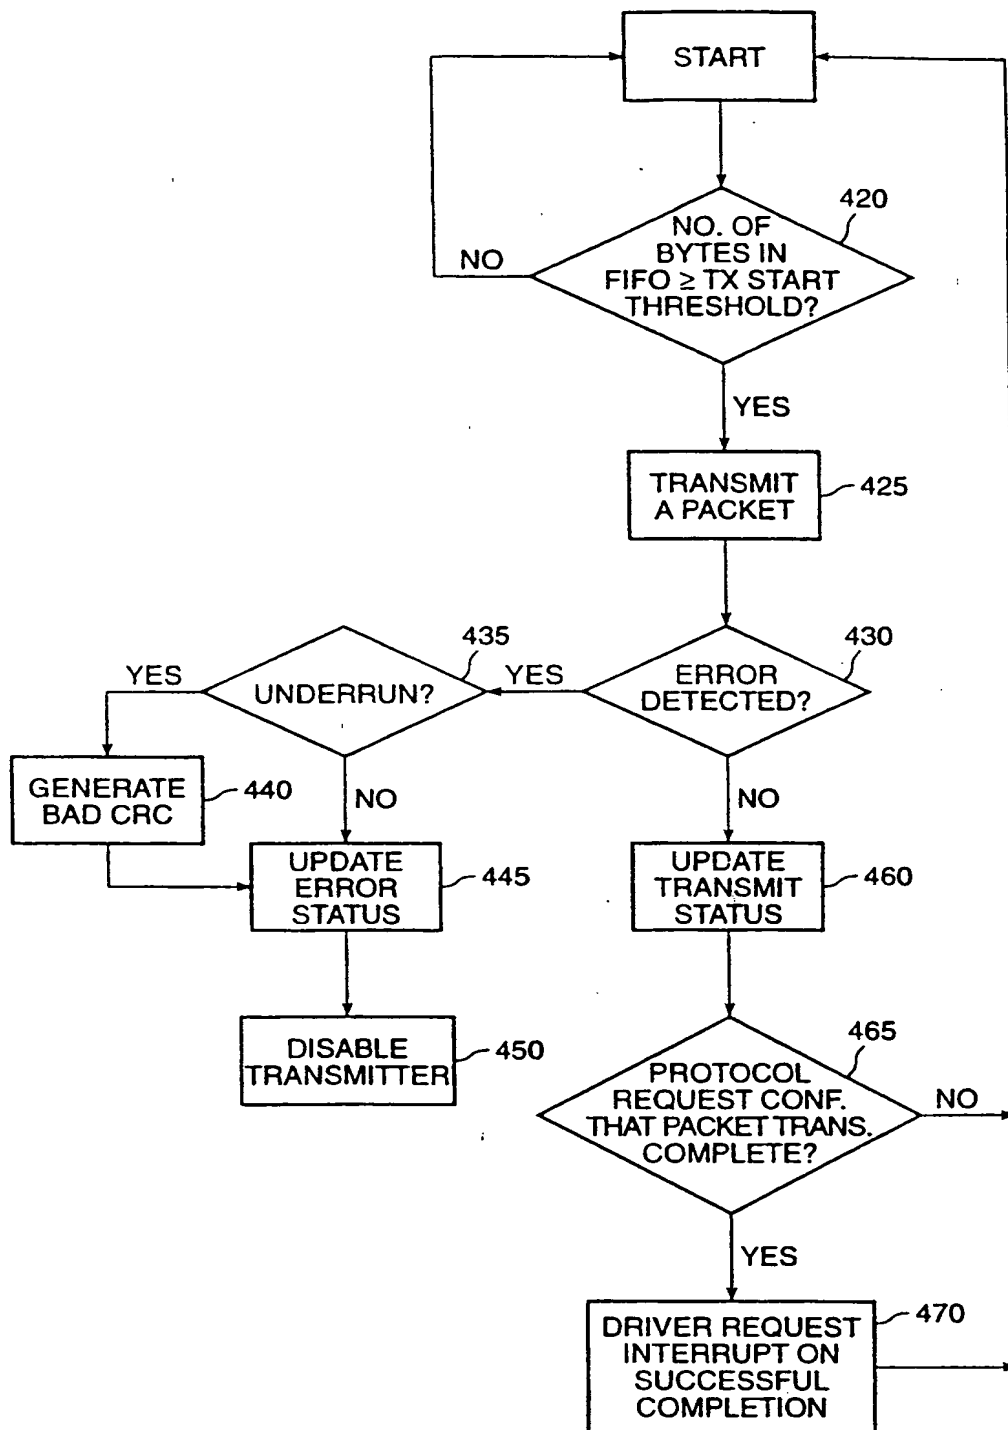 START
420
NO. OF
BYTES IN
FIFO ≥ TX START
THRESHOLD?
NO
YES
TRANSMIT
A PACKET
425
435
430
YES
UNDERRUN?
YES
ERROR
DETECTED?
GENERATE
BAD CRC
440
NO
NO
UPDATE
ERROR
STATUS
445
UPDATE
TRANSMIT
STATUS
460
DISABLE
TRANSMITTER
450
465
PROTOCOL
REQUEST CONF.
THAT PACKET TRANS.
COMPLETE?
NO
YES
DRIVER REQUEST
INTERRUPT ON
SUCCESSFUL
COMPLETION
470